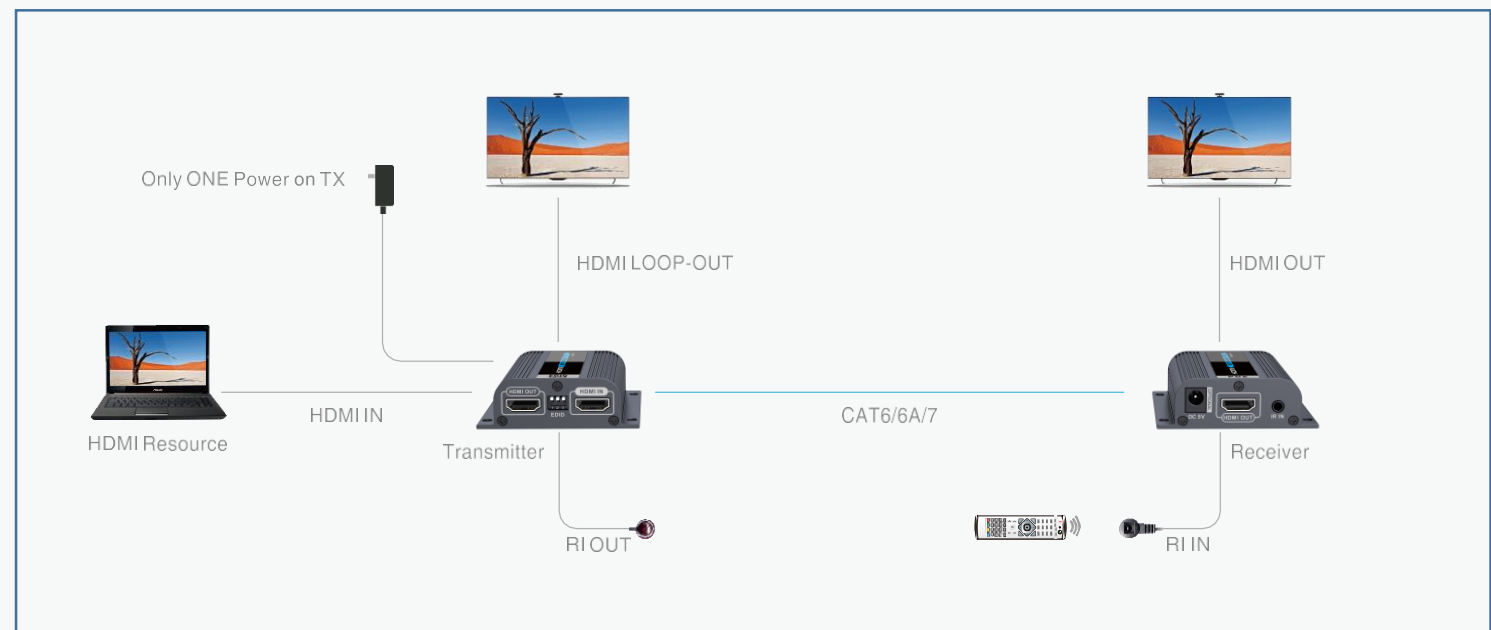 Only ONE Power on TX
HDMI LOOP-OUT
HDMI OUT
HDMI IN
HDMI Resource
HDMI OUT
HDMI IN
EDID
Transmitter
CAT6/6A/7
DC 5V
HDMI OUT
IR IN
Receiver
RI OUT
RI IN